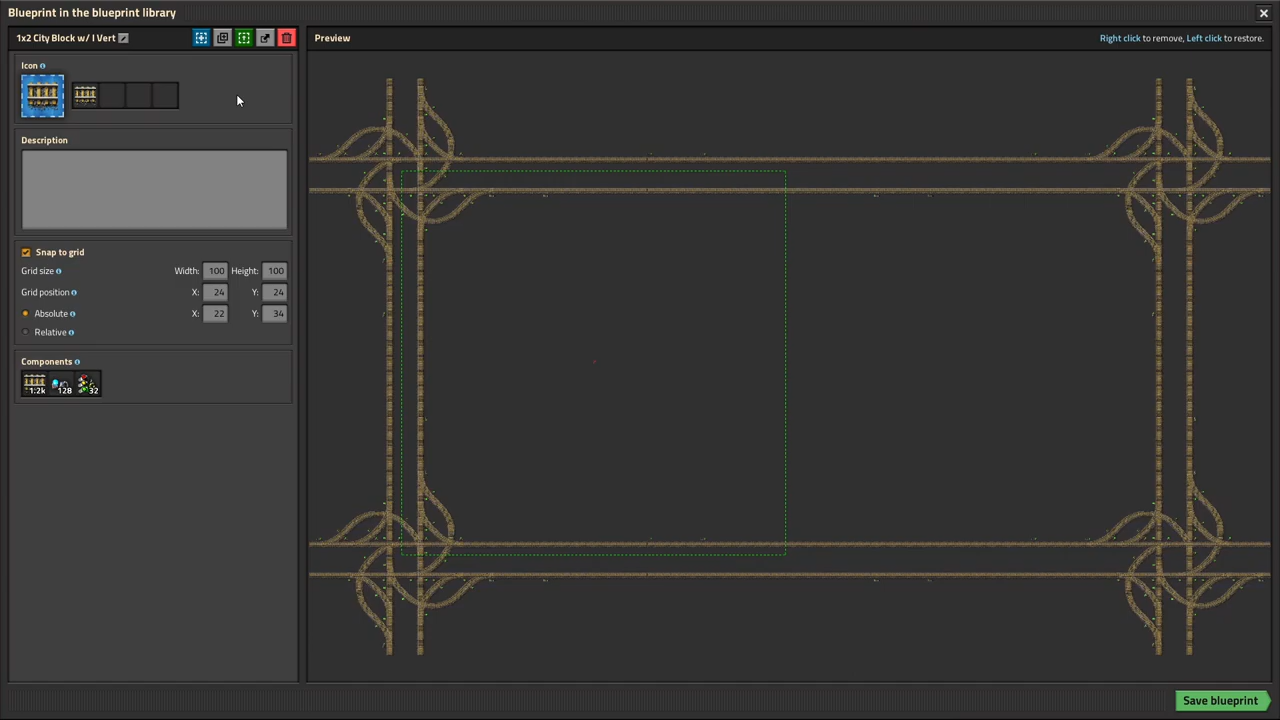 Blueprint in the blueprint library
1x2 City Block w/ I Vert
Preview
Right click to remove, Left click to restore.
Icon
Description
Snap to grid
Grid size Width: 100 Height: 100
Grid position X: 24 Y: 24
Absolute X: 22 Y: 34
Relative
Components
1.2k 128 32
Save blueprint